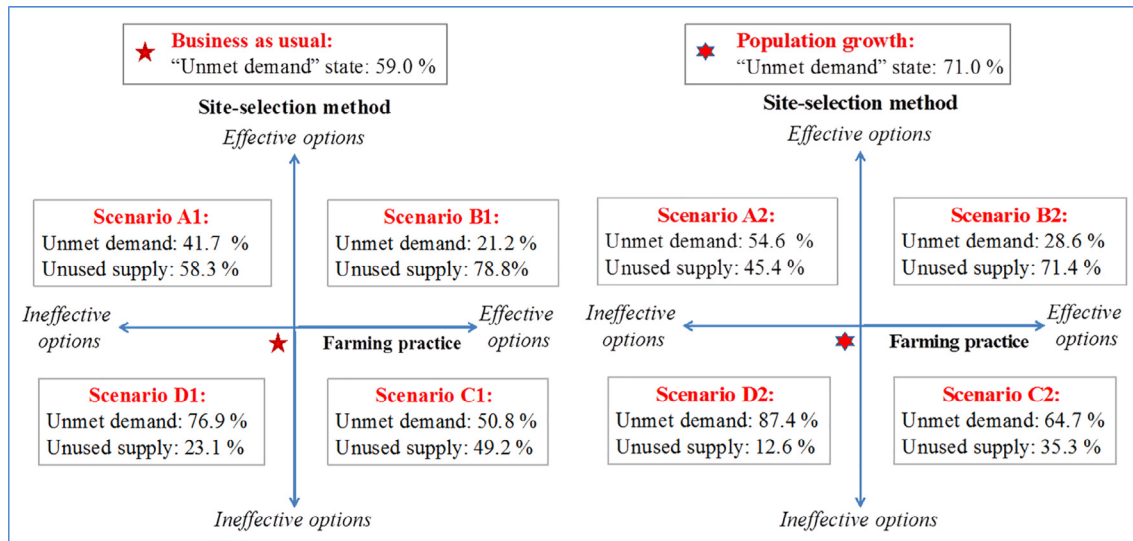 Business as usual:
“Unmet demand” state: 59.0 %
Site-selection method
Effective options
Scenario A1:
Unmet demand: 41.7 %
Unused supply: 58.3 %
Scenario B1:
Unmet demand: 21.2 %
Unused supply: 78.8%
Ineffective
options
Effective
options
Farming practice
Scenario D1:
Unmet demand: 76.9 %
Unused supply: 23.1 %
Scenario C1:
Unmet demand: 50.8 %
Unused supply: 49.2 %
Ineffective options
Population growth:
“Unmet demand” state: 71.0 %
Site-selection method
Effective options
Scenario A2:
Unmet demand: 54.6 %
Unused supply: 45.4 %
Scenario B2:
Unmet demand: 28.6 %
Unused supply: 71.4 %
Ineffective
options
Effective
options
Farming practice
Scenario D2:
Unmet demand: 87.4 %
Unused supply: 12.6 %
Scenario C2:
Unmet demand: 64.7 %
Unused supply: 35.3 %
Ineffective options